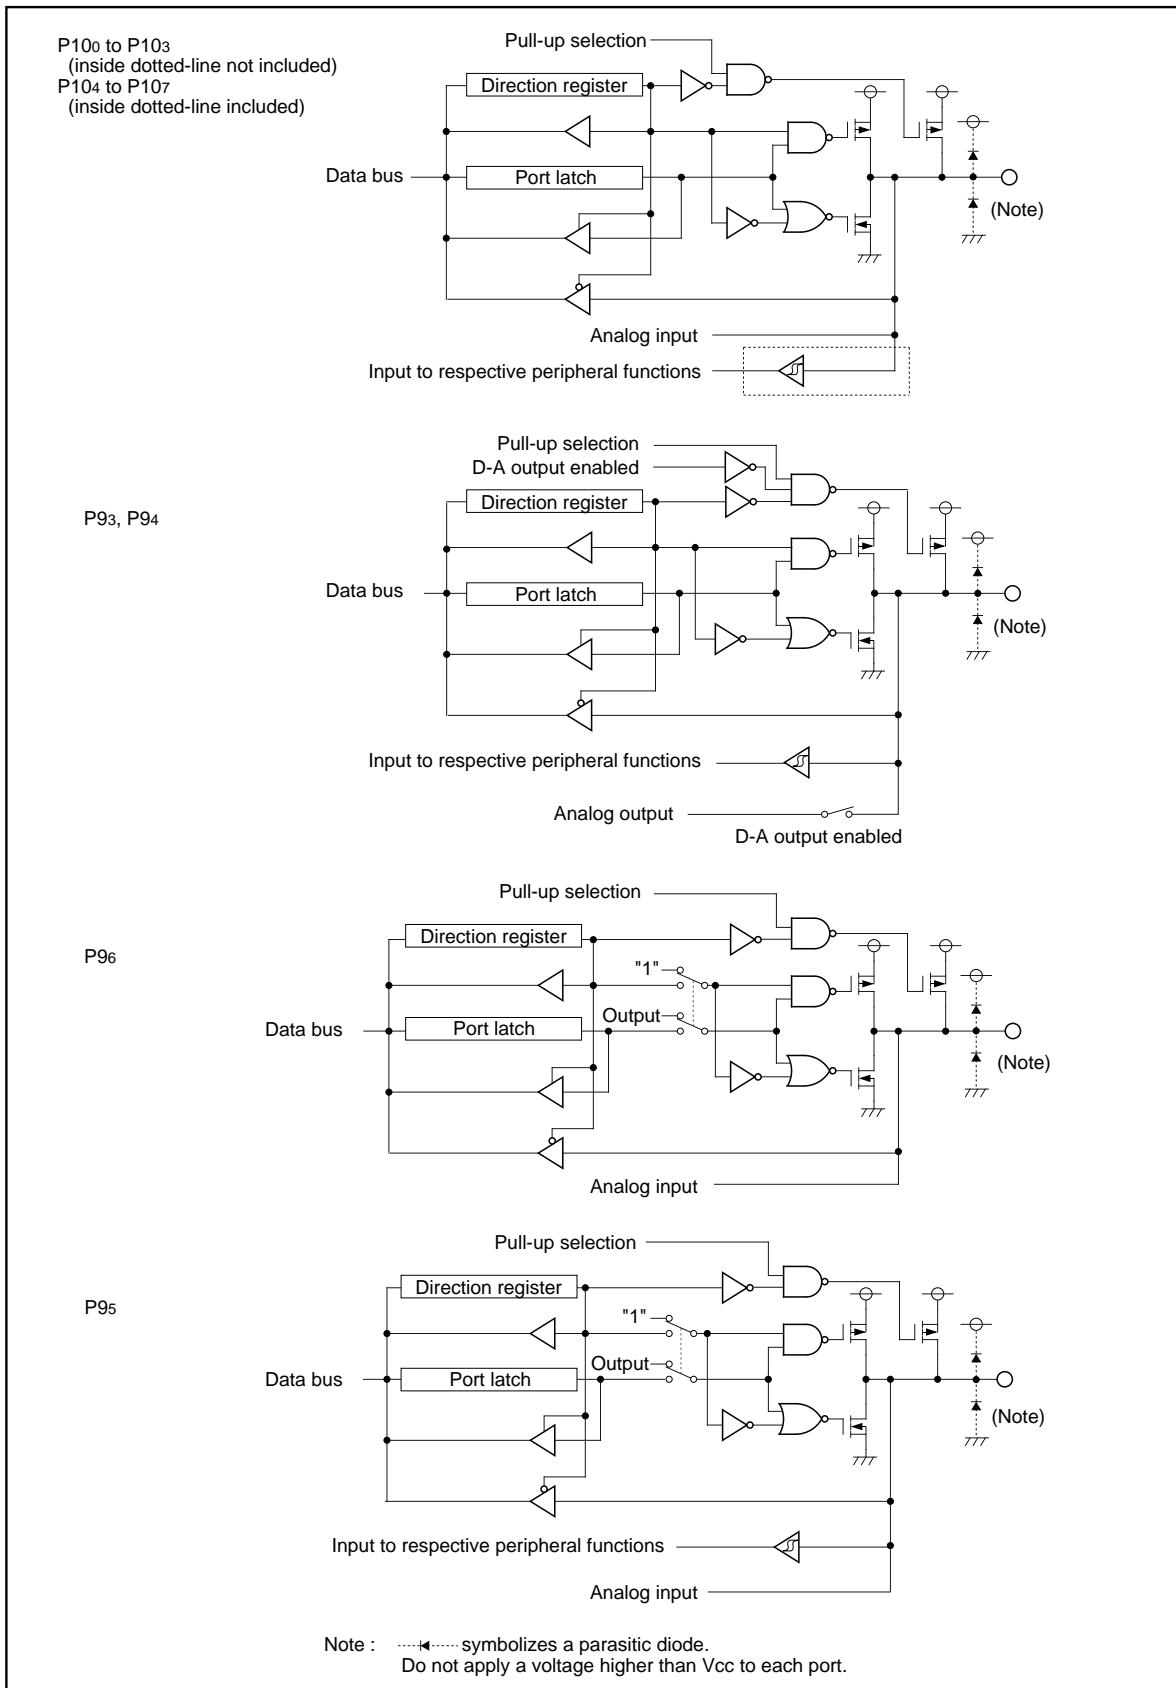 P100 to P103
(inside dotted-line not included)
P104 to P107
(inside dotted-line included)
Pull-up selection
Direction register
Data bus
Port latch
(Note)
Analog input
Input to respective peripheral functions
P93, P94
Pull-up selection
D-A output enabled
Direction register
Data bus
Port latch
(Note)
Input to respective peripheral functions
Analog output
D-A output enabled
P96
Pull-up selection
Direction register
"1"
Output
Data bus
Port latch
(Note)
Analog input
P95
Pull-up selection
Direction register
"1"
Output
Data bus
Port latch
(Note)
Input to respective peripheral functions
Analog input
Note : symbolizes a parasitic diode.
Do not apply a voltage higher than Vcc to each port.